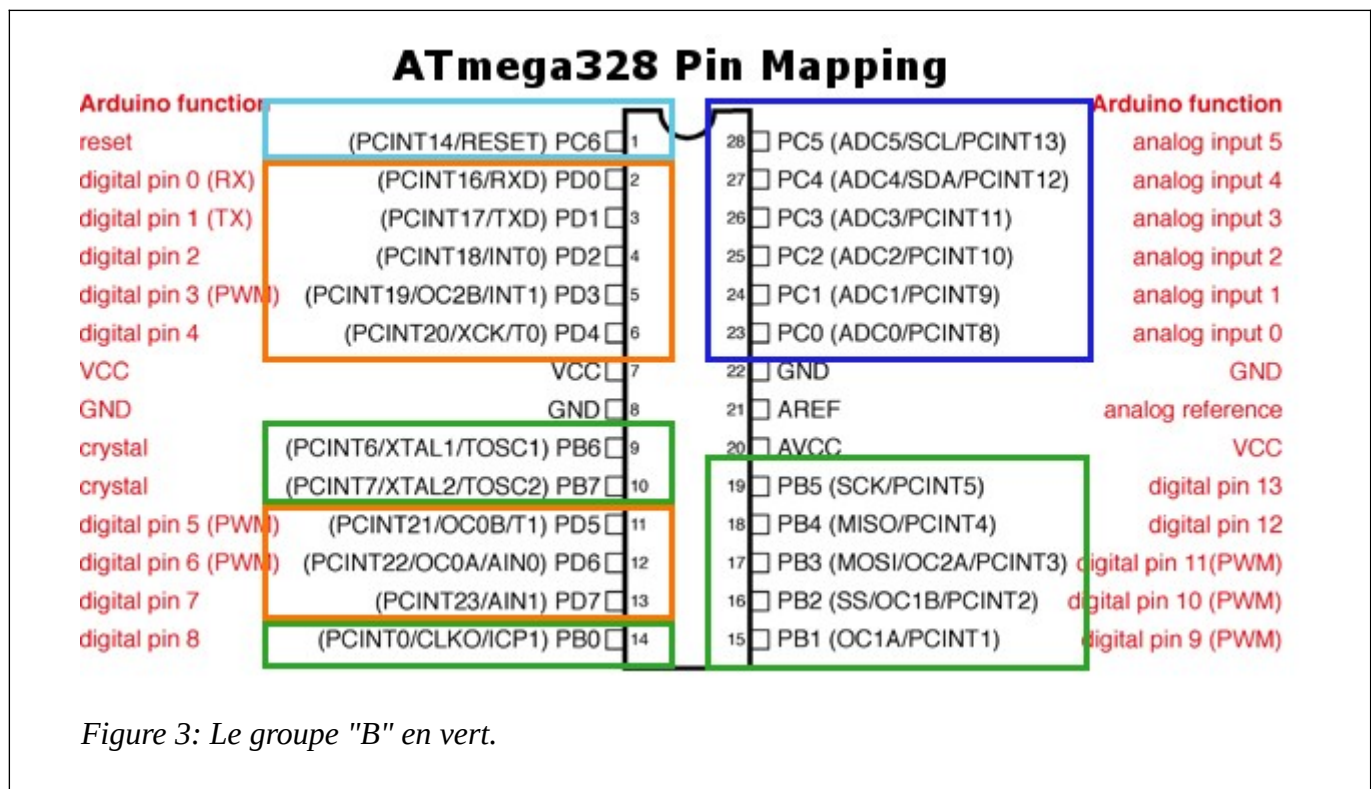 ATmega328 Pin Mapping
Arduino function Arduino function
reset (PCINT14/RESET) PC6 1 28 PC5 (ADC5/SCL/PCINT13) analog input 5
digital pin 0 (RX) (PCINT16/RXD) PD0 2 27 PC4 (ADC4/SDA/PCINT12) analog input 4
digital pin 1 (TX) (PCINT17/TXD) PD1 3 26 PC3 (ADC3/PCINT11) analog input 3
digital pin 2 (PCINT18/INT0) PD2 4 25 PC2 (ADC2/PCINT10) analog input 2
digital pin 3 (PWM) (PCINT19/OC2B/INT1) PD3 5 24 PC1 (ADC1/PCINT9) analog input 1
digital pin 4 (PCINT20/XCK/T0) PD4 6 23 PC0 (ADC0/PCINT8) analog input 0
VCC VCC 7 22 GND GND
GND GND 8 21 AREF analog reference
crystal (PCINT6/XTAL1/TOSC1) PB6 9 20 AVCC VCC
crystal (PCINT7/XTAL2/TOSC2) PB7 10 19 PB5 (SCK/PCINT5) digital pin 13
digital pin 5 (PWM) (PCINT21/OC0B/T1) PD5 11 18 PB4 (MISO/PCINT4) digital pin 12
digital pin 6 (PWM) (PCINT22/OC0A/AIN0) PD6 12 17 PB3 (MOSI/OC2A/PCINT3) digital pin 11(PWM)
digital pin 7 (PCINT23/AIN1) PD7 13 16 PB2 (SS/OC1B/PCINT2) digital pin 10 (PWM)
digital pin 8 (PCINT0/CLKO/ICP1) PB0 14 15 PB1 (OC1A/PCINT1) digital pin 9 (PWM)
Figure 3: Le groupe "B" en vert.